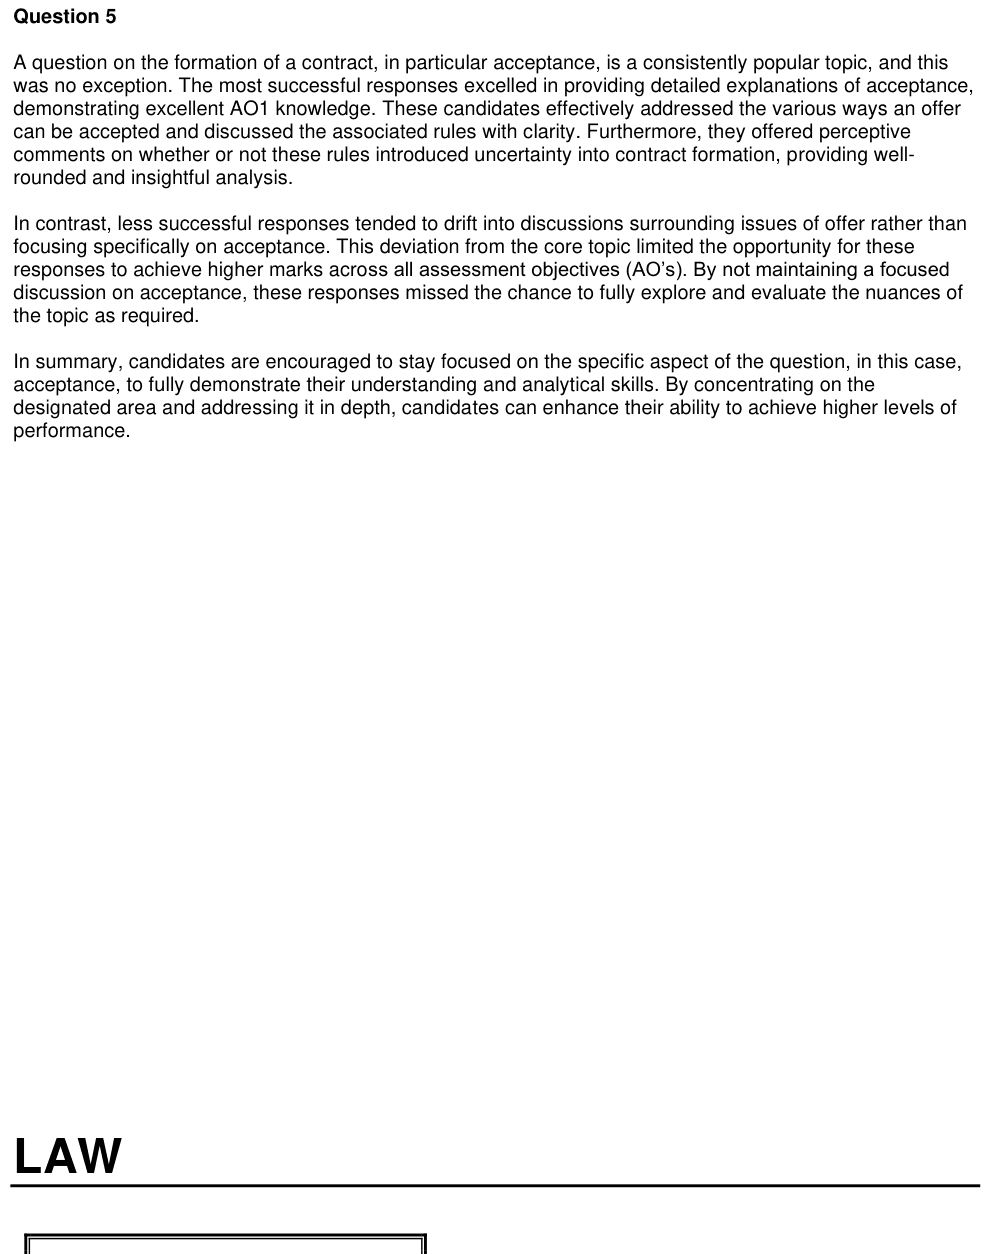 Question 5
A question on the formation of a contract, in particular acceptance, is a consistently popular topic, and this
was no exception. The most successful responses excelled in providing detailed explanations of acceptance,
demonstrating excellent AO1 knowledge. These candidates effectively addressed the various ways an offer
can be accepted and discussed the associated rules with clarity. Furthermore, they offered perceptive
comments on whether or not these rules introduced uncertainty into contract formation, providing well-
rounded and insightful analysis.
In contrast, less successful responses tended to drift into discussions surrounding issues of offer rather than
focusing specifically on acceptance. This deviation from the core topic limited the opportunity for these
responses to achieve higher marks across all assessment objectives (AO’s). By not maintaining a focused
discussion on acceptance, these responses missed the chance to fully explore and evaluate the nuances of
the topic as required.
In summary, candidates are encouraged to stay focused on the specific aspect of the question, in this case,
acceptance, to fully demonstrate their understanding and analytical skills. By concentrating on the
designated area and addressing it in depth, candidates can enhance their ability to achieve higher levels of
performance.
LAW